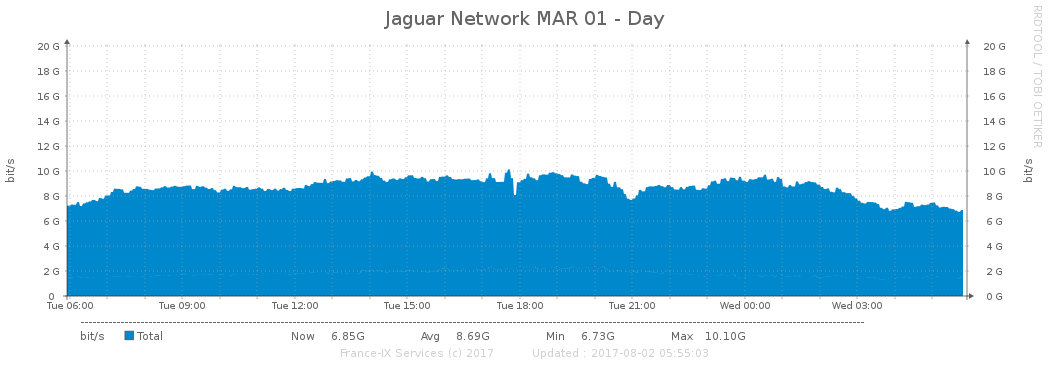 Jaguar Network MAR 01 - Day
RRDTOOL / TOBI OETIKER
bit/s
20 G 20 G
18 G 18 G
16 G 16 G
14 G 14 G
12 G 12 G
10 G 10 G
8 G 8 G
6 G 6 G
4 G 4 G
2 G 2 G
0 0 G
bit/s
Tue 06:00 Tue 09:00 Tue 12:00 Tue 15:00 Tue 18:00 Tue 21:00 Wed 00:00 Wed 03:00
bit/s Total Now 6.85G Avg 8.69G Min 6.73G Max 10.10G
France-IX Services (c) 2017 Updated : 2017-08-02 05:55:03